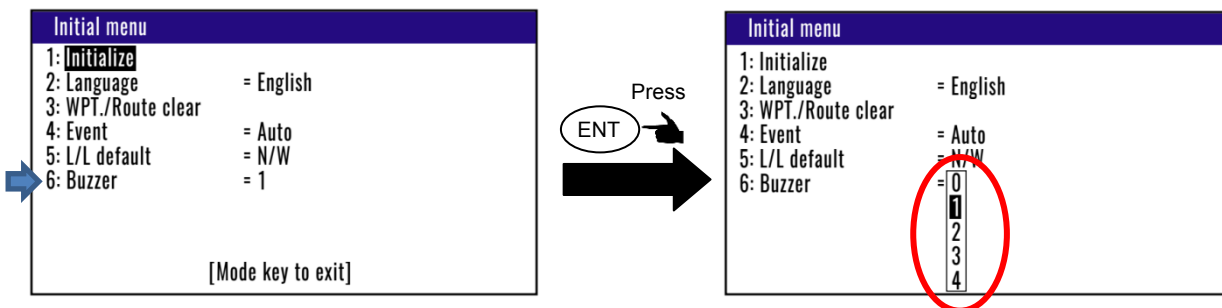 Initial menu
1: Initialize
2: Language = English
3: WPT./Route clear
4: Event = Auto
5: L/L default = N/W
6: Buzzer = 1
[Mode key to exit]
Press
ENT
Initial menu
1: Initialize
2: Language = English
3: WPT./Route clear
4: Event = Auto
5: L/L default = N/W
6: Buzzer = 0
1
2
3
4